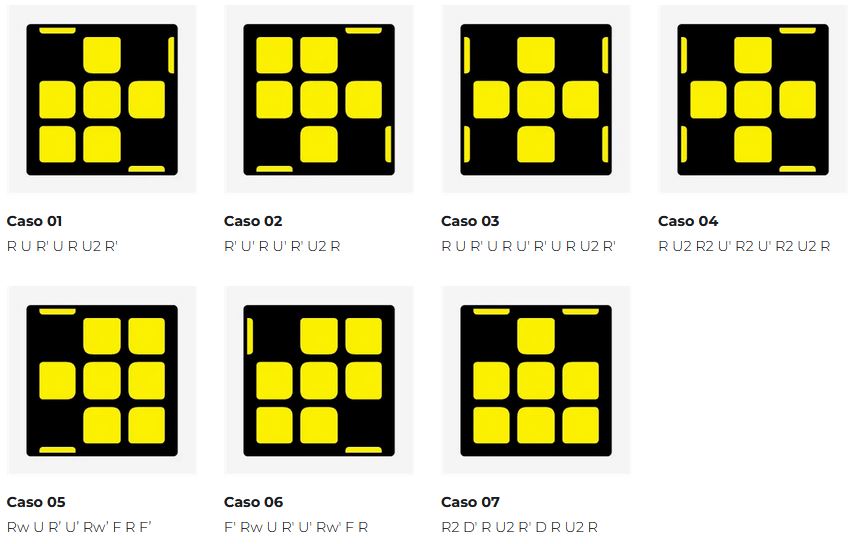 Caso 01
R U R' U R U2 R'
Caso 02
R' U' R U' R' U2 R
Caso 03
R U R' U R U' R' U R U2 R'
Caso 04
R U2 R2 U' R2 U' R2 U2 R
Caso 05
Rw U R’ U’ Rw’ F R F’
Caso 06
F' Rw U R' U' Rw' F R
Caso 07
R2 D' R U2 R' D R U2 R